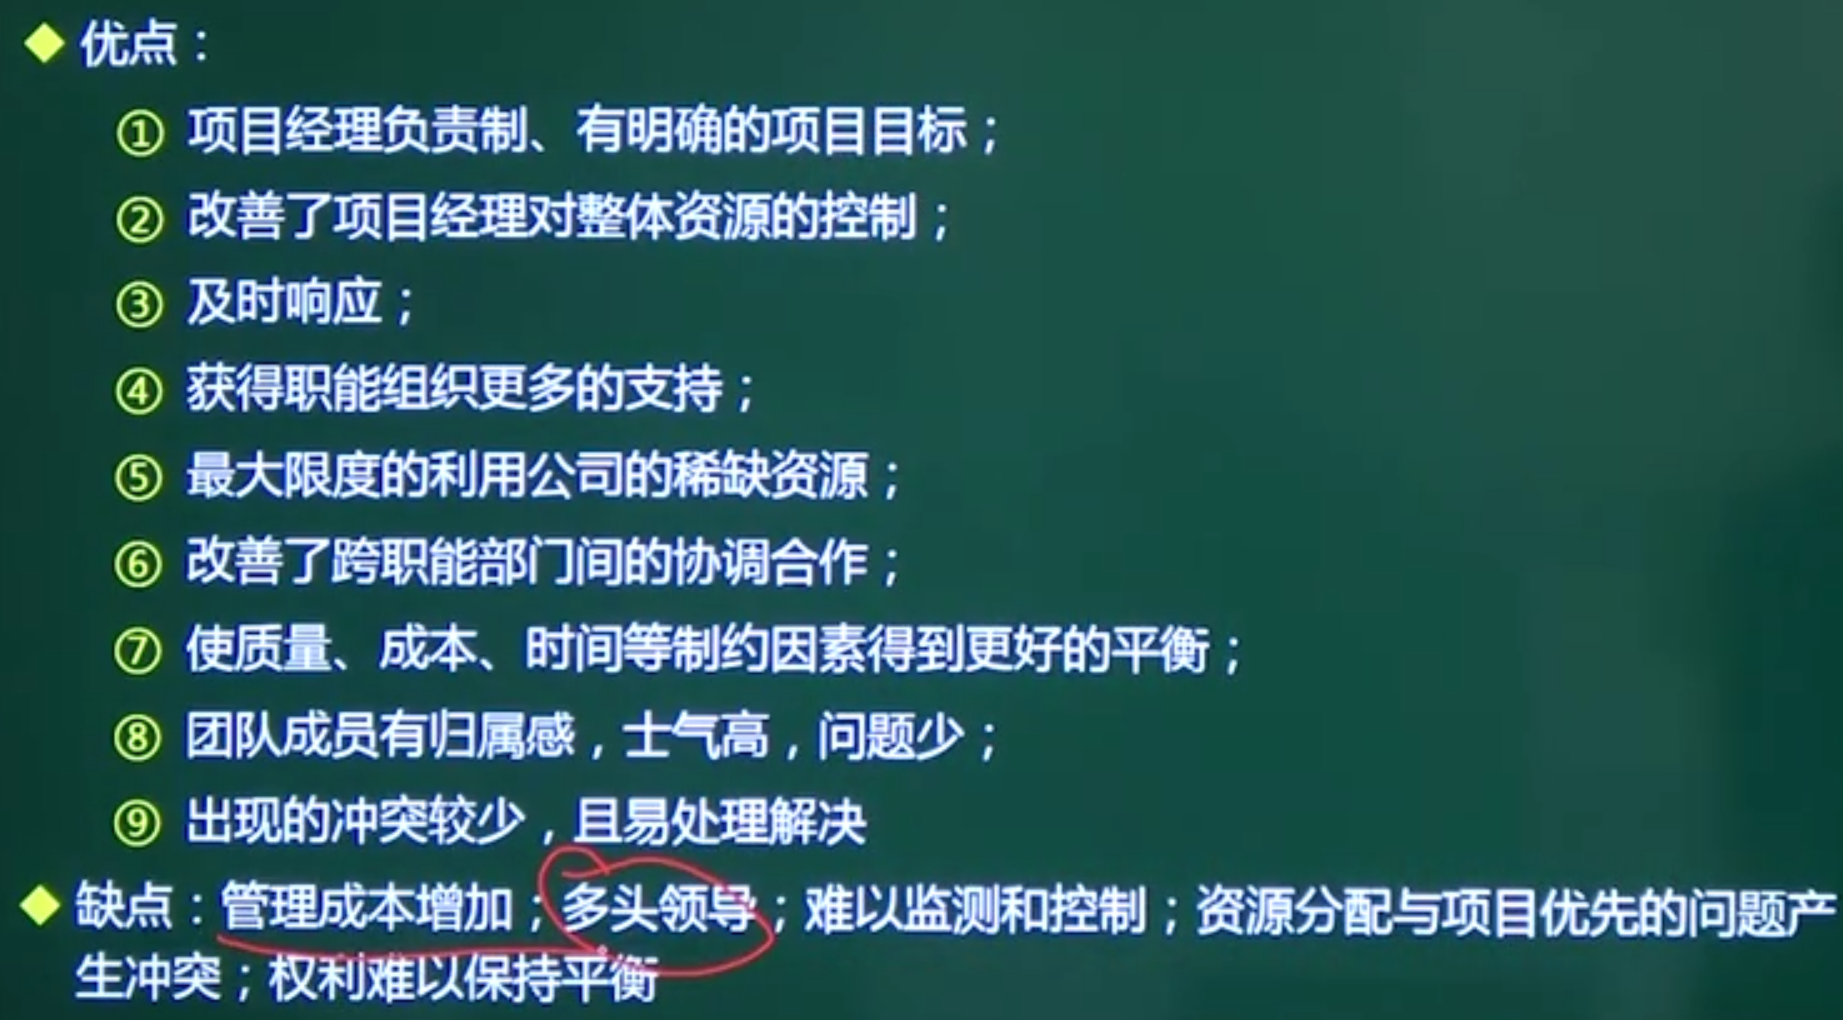 ◆ 优点：
① 项目经理负责制、有明确的项目目标；
② 改善了项目经理对整体资源的控制；
③ 及时响应；
④ 获得职能组织更多的支持；
⑤ 最大限度的利用公司的稀缺资源；
⑥ 改善了跨职能部门间的协调合作；
⑦ 使质量、成本、时间等制约因素得到更好的平衡；
⑧ 团队成员有归属感，士气高，问题少；
⑨ 出现的冲突较少，且易处理解决
◆ 缺点：管理成本增加；多头领导；难以监测和控制；资源分配与项目优先的问题产
生冲突；权利难以保持平衡